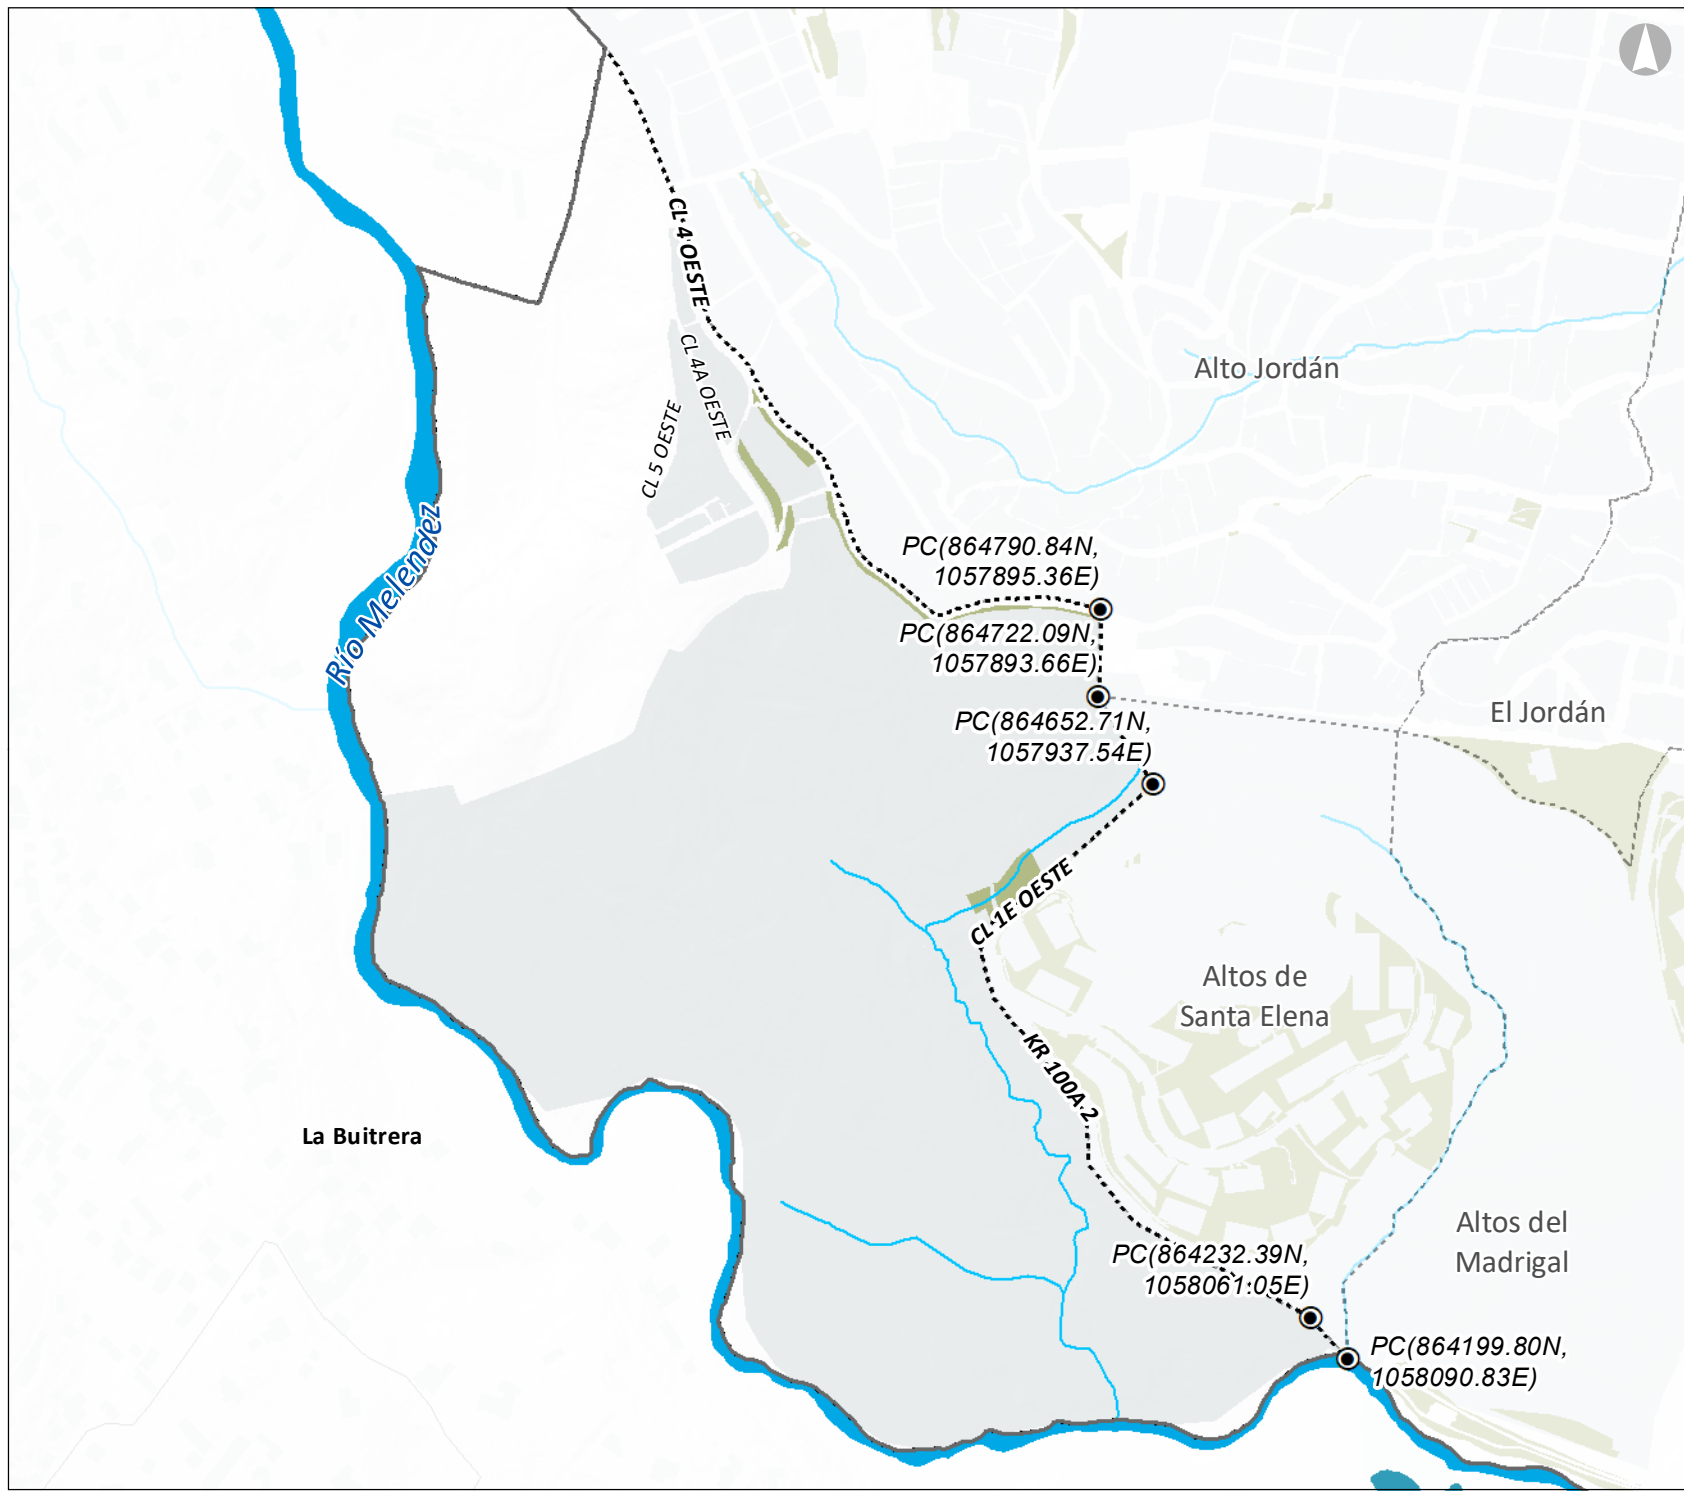 CL 4 OESTE
CL 4A OESTE
CL 5 OESTE
Alto Jordán
Río Melendez
PC(864790.84N,
1057895.36E)
PC(864722.09N,
1057893.66E)
PC(864652.71N,
1057937.54E)
El Jordán
CL 1E OESTE
Altos de
Santa Elena
KR 100A 2
La Buitrera
Altos del
Madrigal
PC(864232.39N,
1058061.05E)
PC(864199.80N,
1058090.83E)